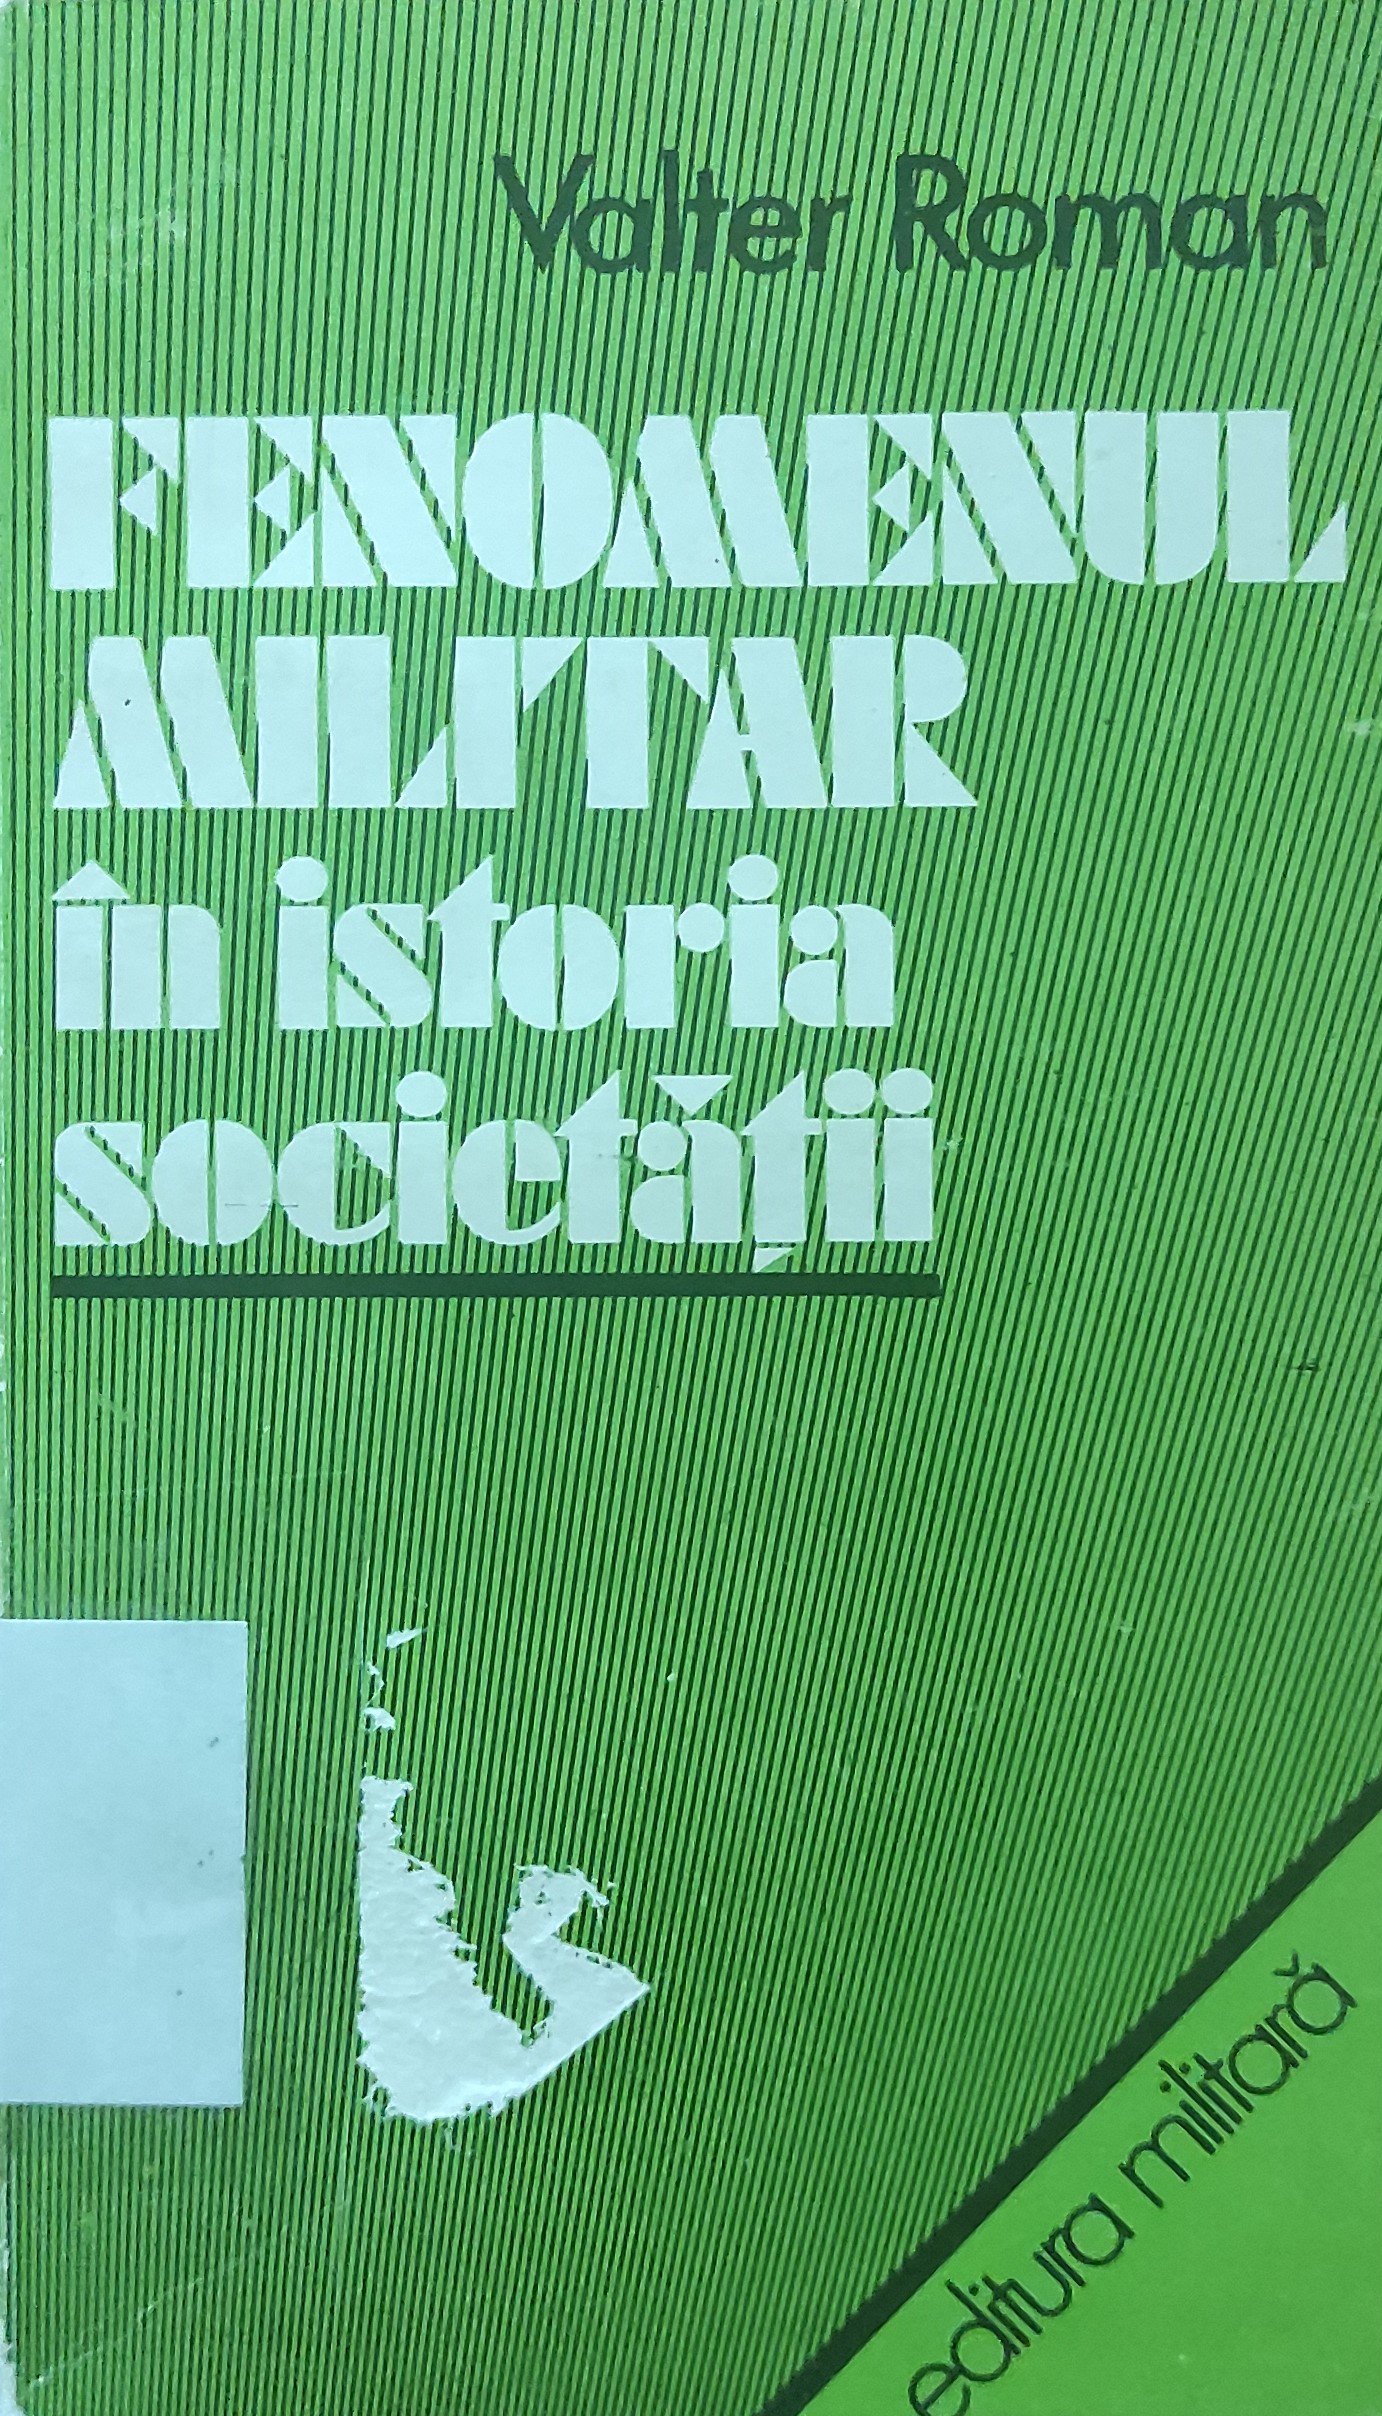 Valter Roman
FENOMENUL
MILITAR
în istoria
societății
editura militară